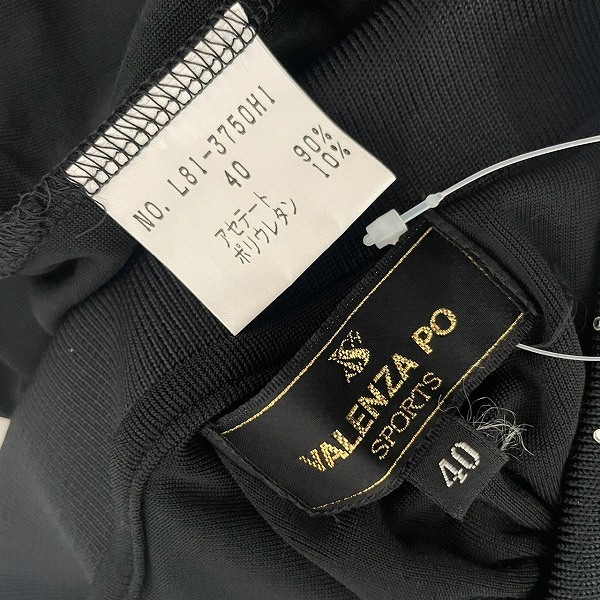 NO. L81-3750H1
40
アセテート 90%
ポリウレタン 10%
VALENZA PO
SPORTS
40